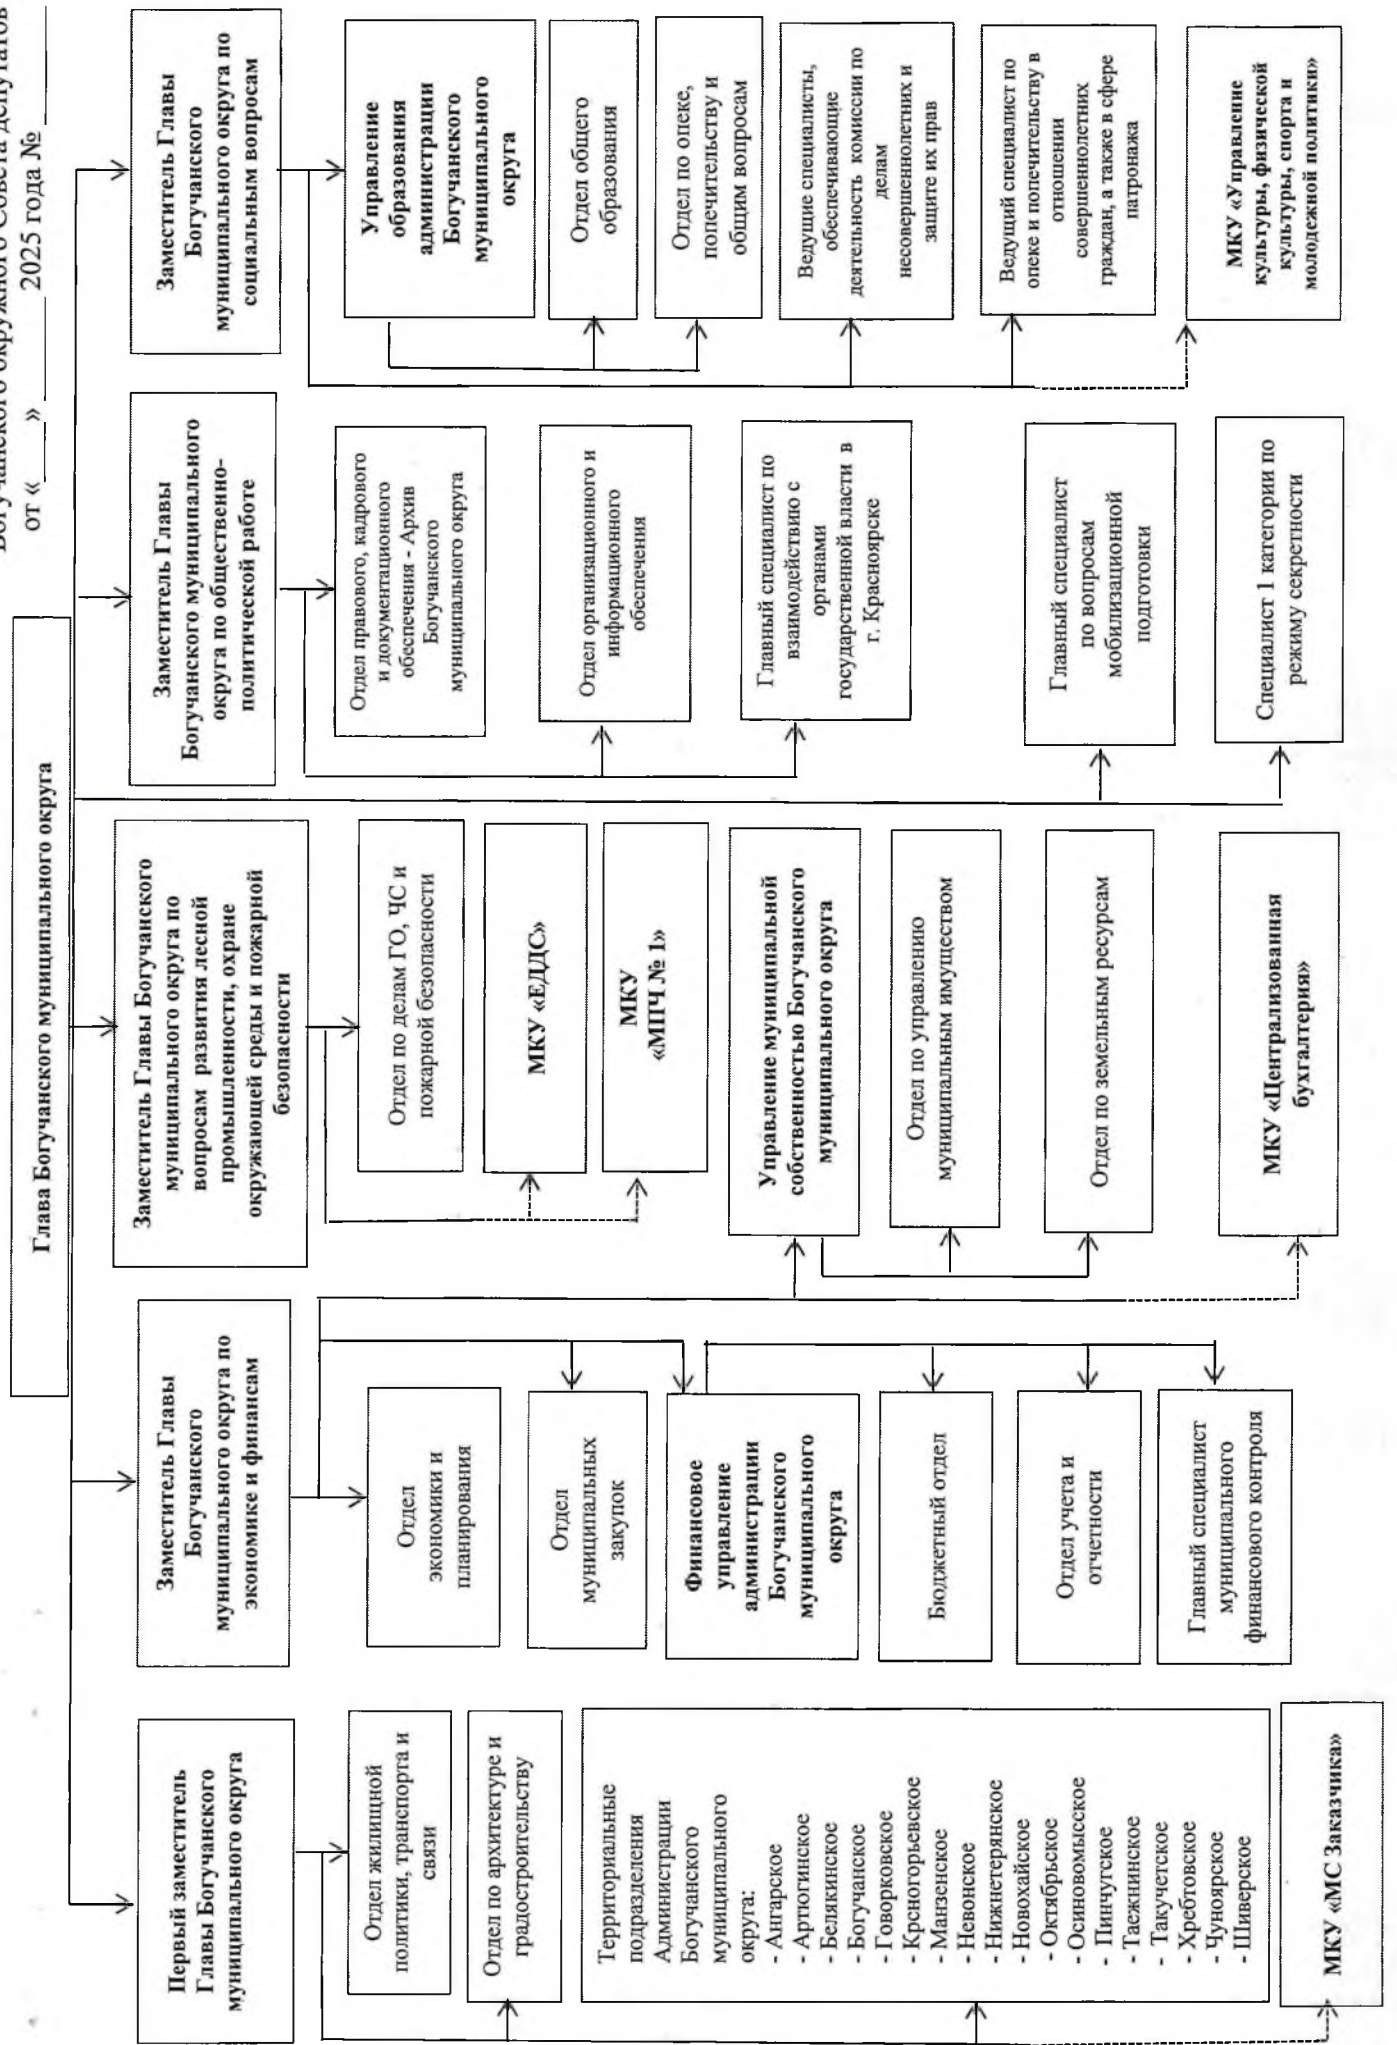 Богучанского окружного Совета депутатов
от «____»__________ 2025 года № __________
Глава Богучанского муниципального округа
Первый заместитель
Главы Богучанского
муниципального округа
Отдел жилищной
политики, транспорта и
связи
Отдел по архитектуре и
градостроительству
Территориальные
подразделения
Администрации
Богучанского
муниципального
округа:
- Ангарское
- Артюгинское
- Белякинское
- Богучанское
- Говорковское
- Крсногорьевское
- Манзенское
- Невонское
- Нижнетерянское
- Новохайское
- Октябрьское
- Осиновомысское
- Пинчугское
- Таежнинское
- Такучетское
- Хребтовское
- Чуноярское
- Шиверское
МКУ «МС Заказчика»
Заместитель Главы
Богучанского
муниципального округа по
экономике и финансам
Отдел
экономики и
планирования
Отдел
муниципальных
закупок
Финансовое
управление
администрации
Богучанского
муниципального
округа
Бюджетный отдел
Отдел учета и
отчетности
Главный специалист
муниципального
финансового контроля
Заместитель Главы Богучанского
муниципального округа по
вопросам развития лесной
промышленности, охране
окружающей среды и пожарной
безопасности
Отдел по делам ГО, ЧС и
пожарной безопасности
МКУ «ЕДДС»
МКУ
«МПЧ № 1»
Управление муниципальной
собственностью Богучанского
муниципального округа
Отдел по управлению
муниципальным имуществом
Отдел по земельным ресурсам
МКУ «Централизованная
бухгалтерия»
Заместитель Главы
Богучанского муниципального
округа по общественно-
политической работе
Отдел правового, кадрового
и документационного
обеспечения - Архив
Богучанского
муниципального округа
Отдел организационного и
информационного
обеспечения
Главный специалист по
взаимодействию с
органами
государственной власти в
г. Красноярске
Главный специалист
по вопросам
мобилизационной
подготовки
Специалист 1 категории по
режиму секретности
Заместитель Главы
Богучанского
муниципального округа по
социальным вопросам
Управление
образования
администрации
Богучанского
муниципального
округа
Отдел общего
образования
Отдел по опеке,
попечительству и
общим вопросам
Ведущие специалисты,
обеспечивающие
деятельность комиссии по
делам
несовершеннолетних и
защите их прав
Ведущий специалист по
опеке и попечительству в
отношении
совершеннолетних
граждан, а также в сфере
патронажа
МКУ «Управление
культуры, физической
культуры, спорта и
молодежной политики»